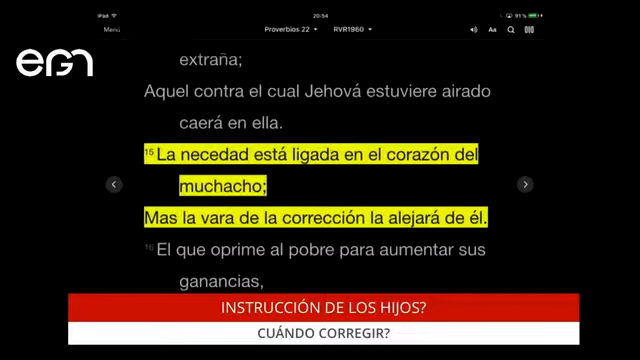 iPad
20:54
91 %
Menú
Proverbios 22
RVR1960
Aa
ERGN
extraña;
Aquel contra el cual Jehová estuviere airado
caerá en ella.
15 La necedad está ligada en el corazón del
muchacho;
Mas la vara de la corrección la alejará de él.
16 El que oprime al pobre para aumentar sus
ganancias,
INSTRUCCIÓN DE LOS HIJOS?
CUÁNDO CORREGIR?